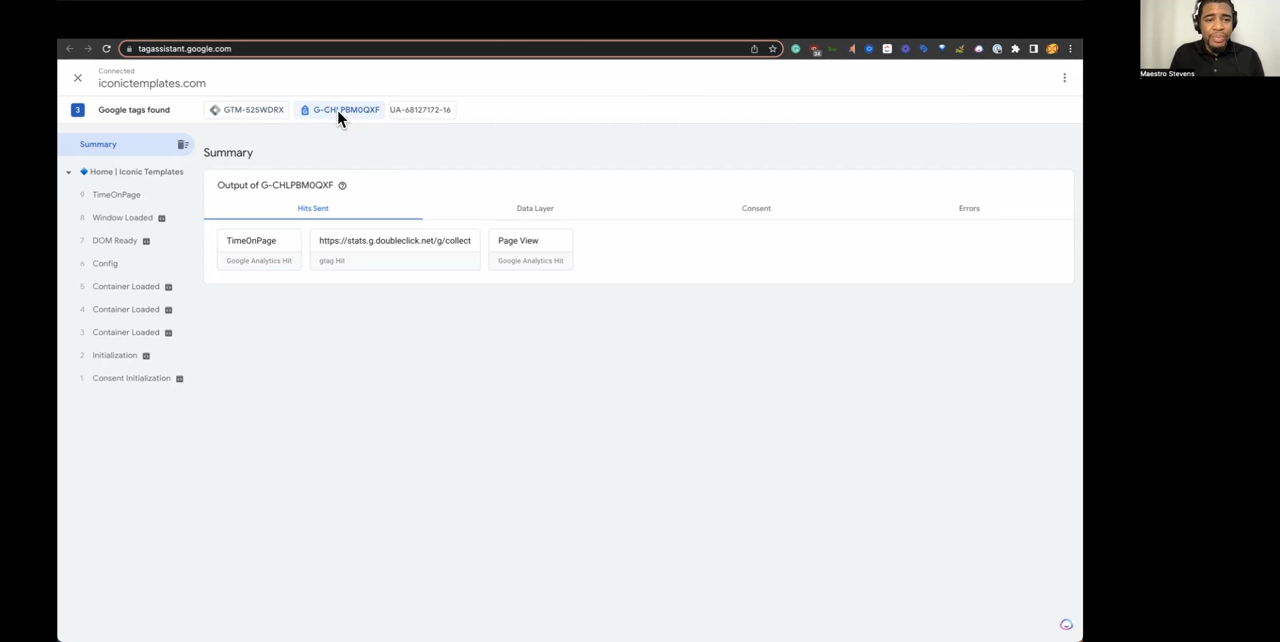 tagassistant.google.com
Connected
iconictemplates.com
3 Google tags found GTM-525WDRX G-CHLPBM0QXF UA-68127172-16
Summary
Home | Iconic Templates
9 TimeOnPage
8 Window Loaded
7 DOM Ready
6 Config
5 Container Loaded
4 Container Loaded
3 Container Loaded
2 Initialization
1 Consent Initialization
Summary
Output of G-CHLPBM0QXF
Hits Sent Data Layer Consent Errors
TimeOnPage https://stats.g.doubleclick.net/g/collect Page View
Google Analytics Hit gtag Hit Google Analytics Hit
Maestro Stevens